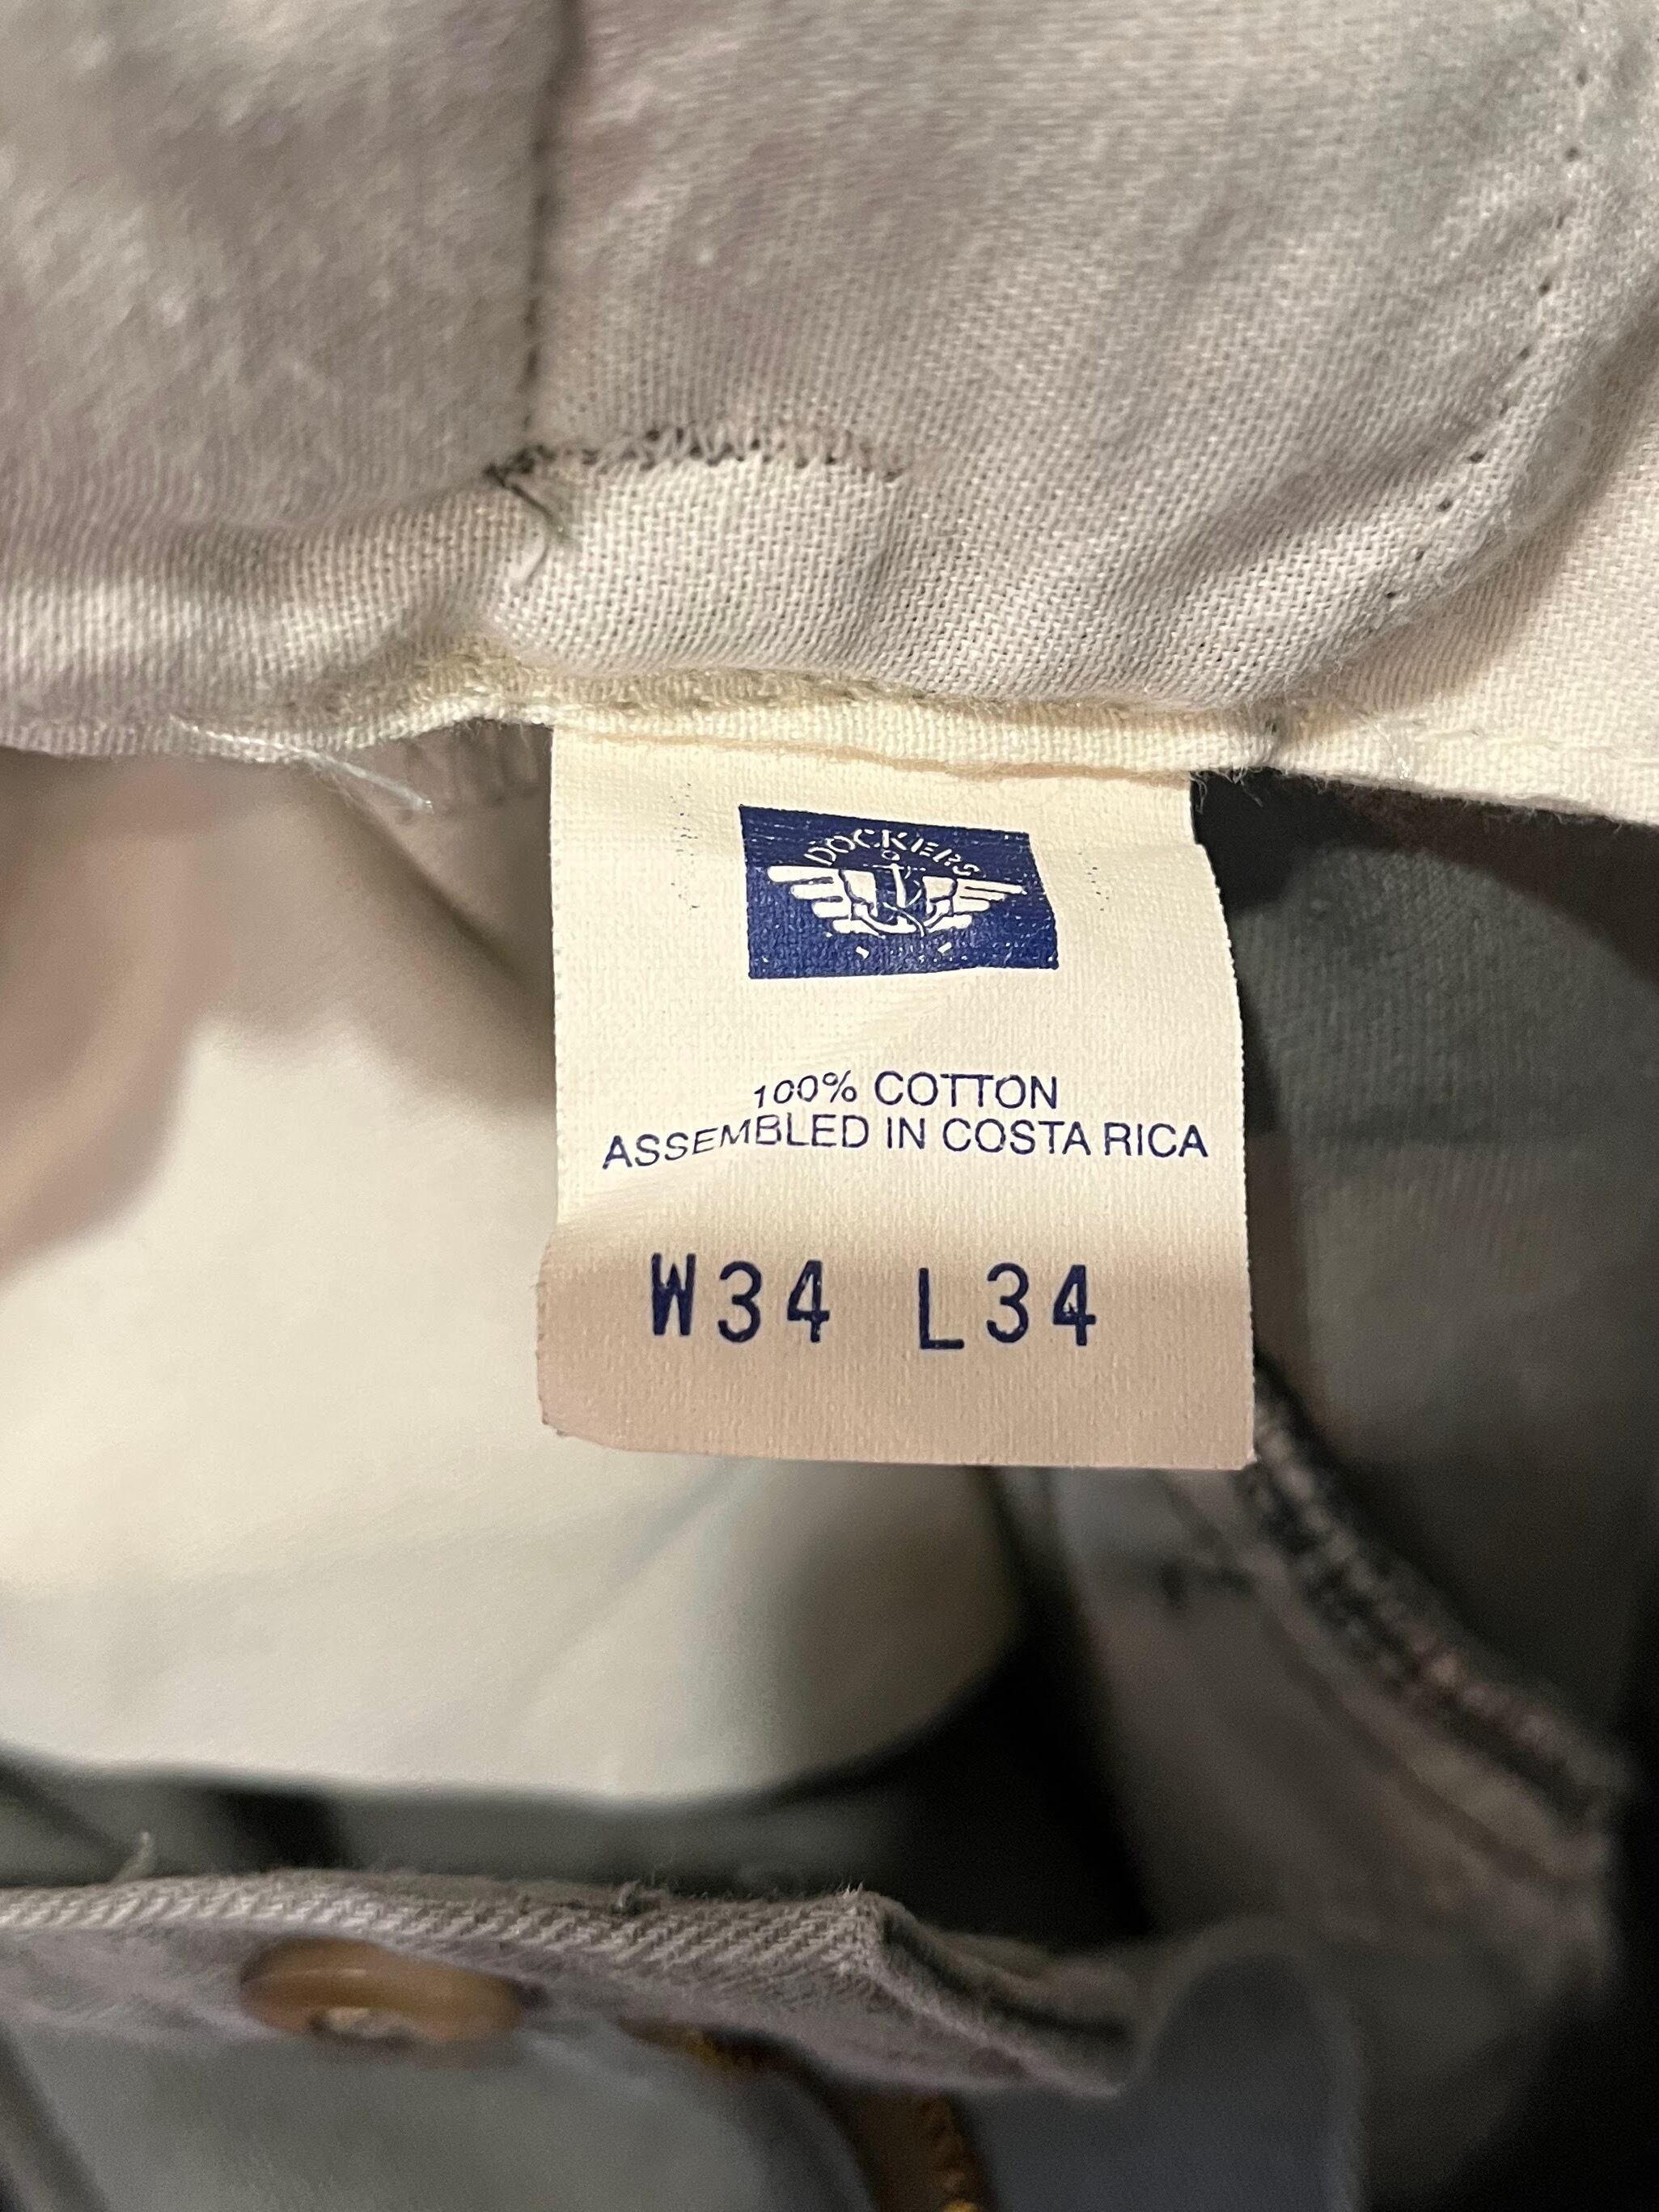 DOCKERS
100% COTTON
ASSEMBLED IN COSTA RICA
W34 L34